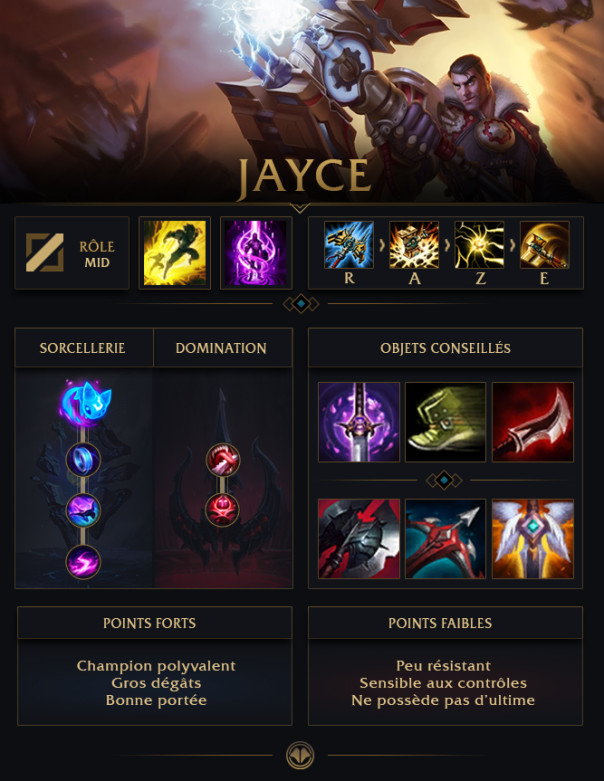 JAYCE
RÔLE
MID
R A Z E
SORCELLERIE
DOMINATION
OBJETS CONSEILLÉS
POINTS FORTS
Champion polyvalent
Gros dégâts
Bonne portée
POINTS FAIBLES
Peu résistant
Sensible aux contrôles
Ne possède pas d'ultime